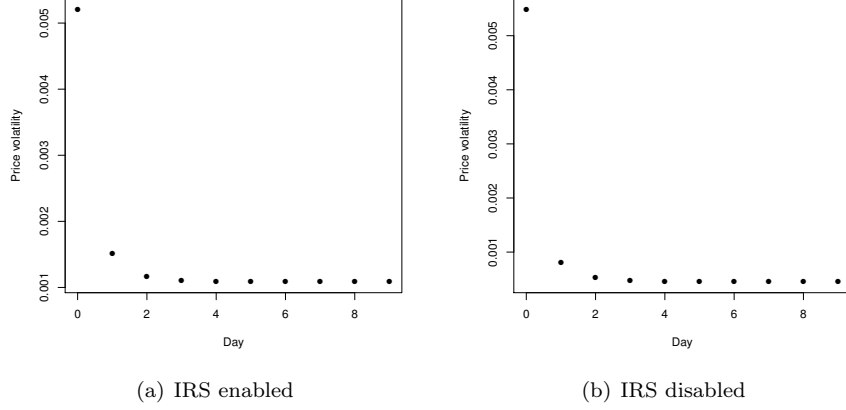 0.005
0.004
0.003
0.002
0.001
Price volatility
0 2 4 6 8
Day
(a) IRS enabled
0.005
0.004
0.003
0.002
0.001
Price volatility
0 2 4 6 8
Day
(b) IRS disabled